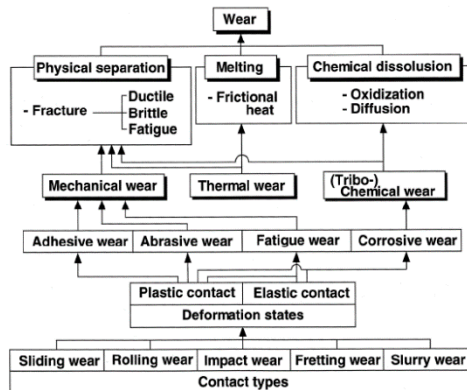 Wear
Physical separation
Melting
Chemical dissolusion
- Fracture
Ductile
Brittle
Fatigue
- Frictional
heat
- Oxidization
- Diffusion
Mechanical wear
Thermal wear
(Tribo-)
Chemical wear
Adhesive wear
Abrasive wear
Fatigue wear
Corrosive wear
Plastic contact
Elastic contact
Deformation states
Sliding wear
Rolling wear
Impact wear
Fretting wear
Slurry wear
Contact types